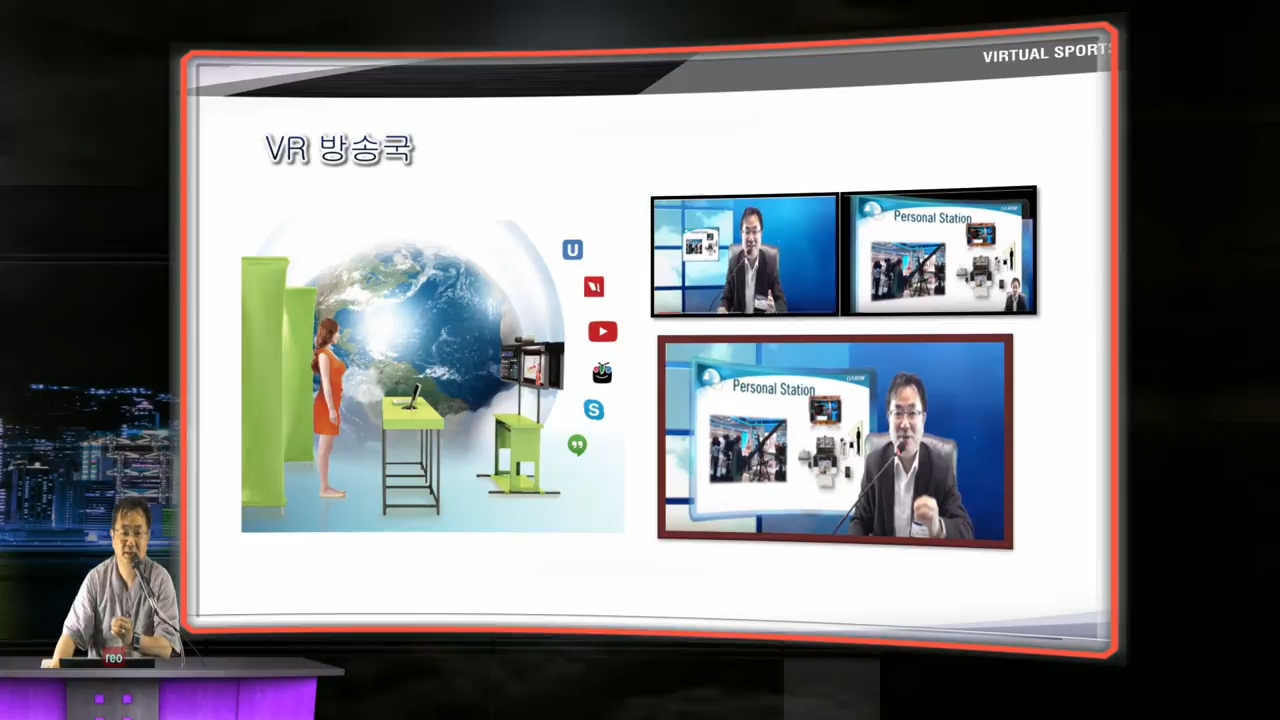 VIRTUAL SPORTS
VR 방송국
U
S
Personal Station
Personal Station
reo